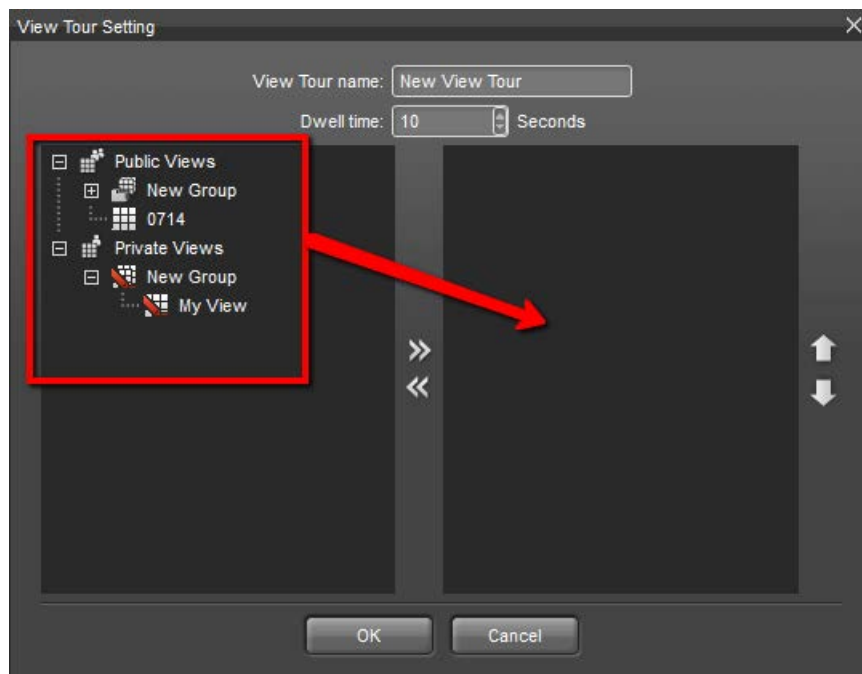 View Tour Setting
View Tour name: New View Tour
Dwell time: 10 Seconds
Public Views
New Group
0714
Private Views
New Group
My View
OK Cancel